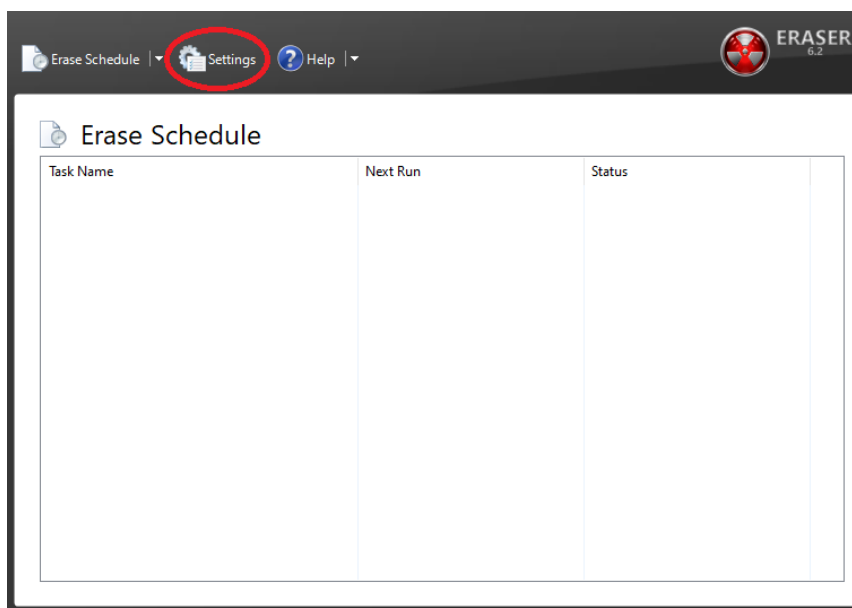 Erase Schedule Settings Help ERASER
6.2
Erase Schedule
Task Name Next Run Status